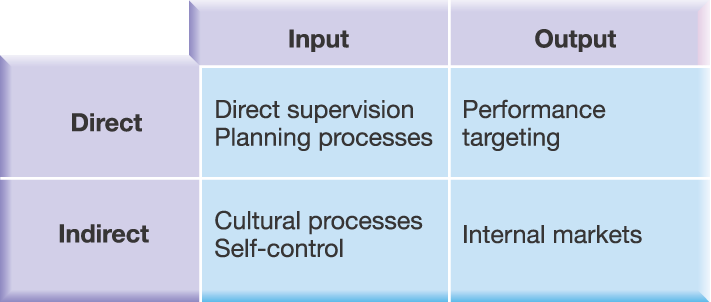 Input Output
Direct
Direct supervision
Planning processes
Performance
targeting
Indirect
Cultural processes
Self-control
Internal markets